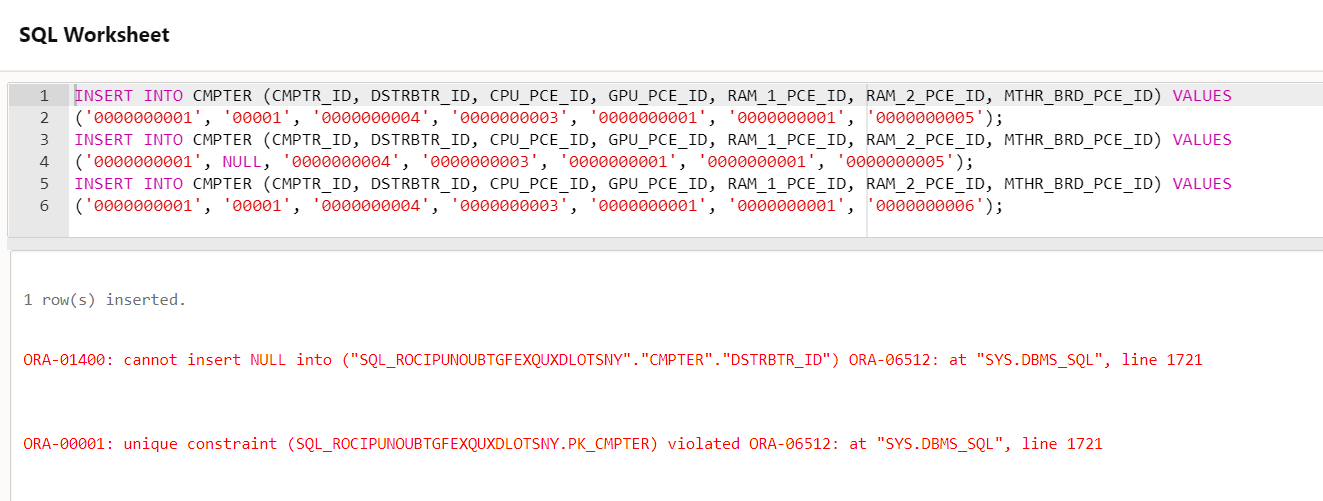 SQL Worksheet
1 INSERT INTO CMPTER (CMPTR_ID, DSTRBTR_ID, CPU_PCE_ID, GPU_PCE_ID, RAM_1_PCE_ID, RAM_2_PCE_ID, MTHR_BRD_PCE_ID) VALUES
2 ('0000000001', '00001', '0000000004', '0000000003', '0000000001', '0000000001', '0000000005');
3 INSERT INTO CMPTER (CMPTR_ID, DSTRBTR_ID, CPU_PCE_ID, GPU_PCE_ID, RAM_1_PCE_ID, RAM_2_PCE_ID, MTHR_BRD_PCE_ID) VALUES
4 ('0000000001', NULL, '0000000004', '0000000003', '0000000001', '0000000001', '0000000005');
5 INSERT INTO CMPTER (CMPTR_ID, DSTRBTR_ID, CPU_PCE_ID, GPU_PCE_ID, RAM_1_PCE_ID, RAM_2_PCE_ID, MTHR_BRD_PCE_ID) VALUES
6 ('0000000001', '00001', '0000000004', '0000000003', '0000000001', '0000000001', '0000000006');
1 row(s) inserted.
ORA-01400: cannot insert NULL into ("SQL_ROCIPUNOUBTGFEXQUXDLOTSNY"."CMPTER"."DSTRBTR_ID") ORA-06512: at "SYS.DBMS_SQL", line 1721
ORA-00001: unique constraint (SQL_ROCIPUNOUBTGFEXQUXDLOTSNY.PK_CMPTER) violated ORA-06512: at "SYS.DBMS_SQL", line 1721